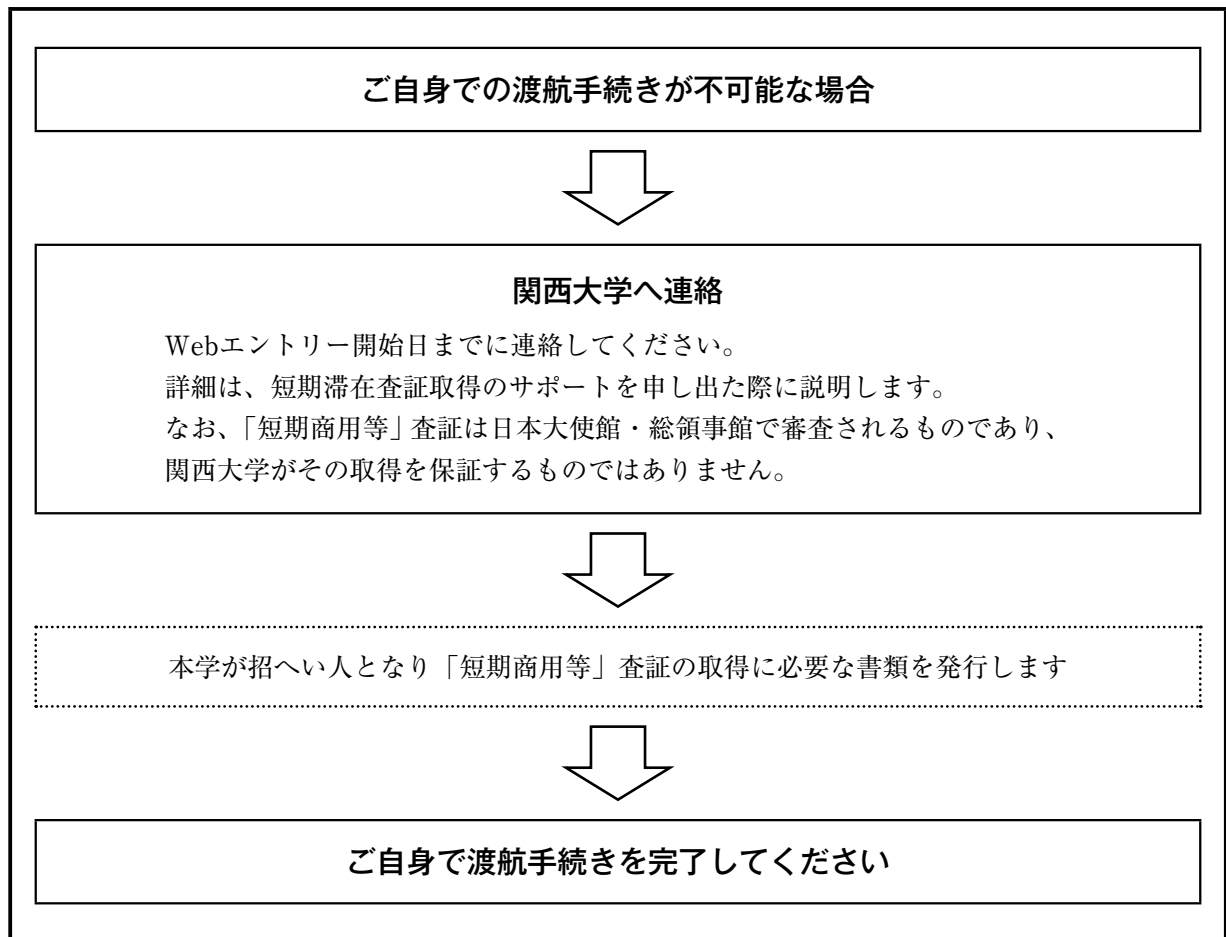 ご自身での渡航手続きが不可能な場合
関西大学へ連絡
Webエントリー開始日までに連絡してください。
詳細は、短期滞在査証取得のサポートを申し出た際に説明します。
なお、「短期商用等」査証は日本大使館・総領事館で審査されるものであり、
関西大学がその取得を保証するものではありません。
本学が招へい人となり「短期商用等」査証の取得に必要な書類を発行します
ご自身で渡航手続きを完了してください